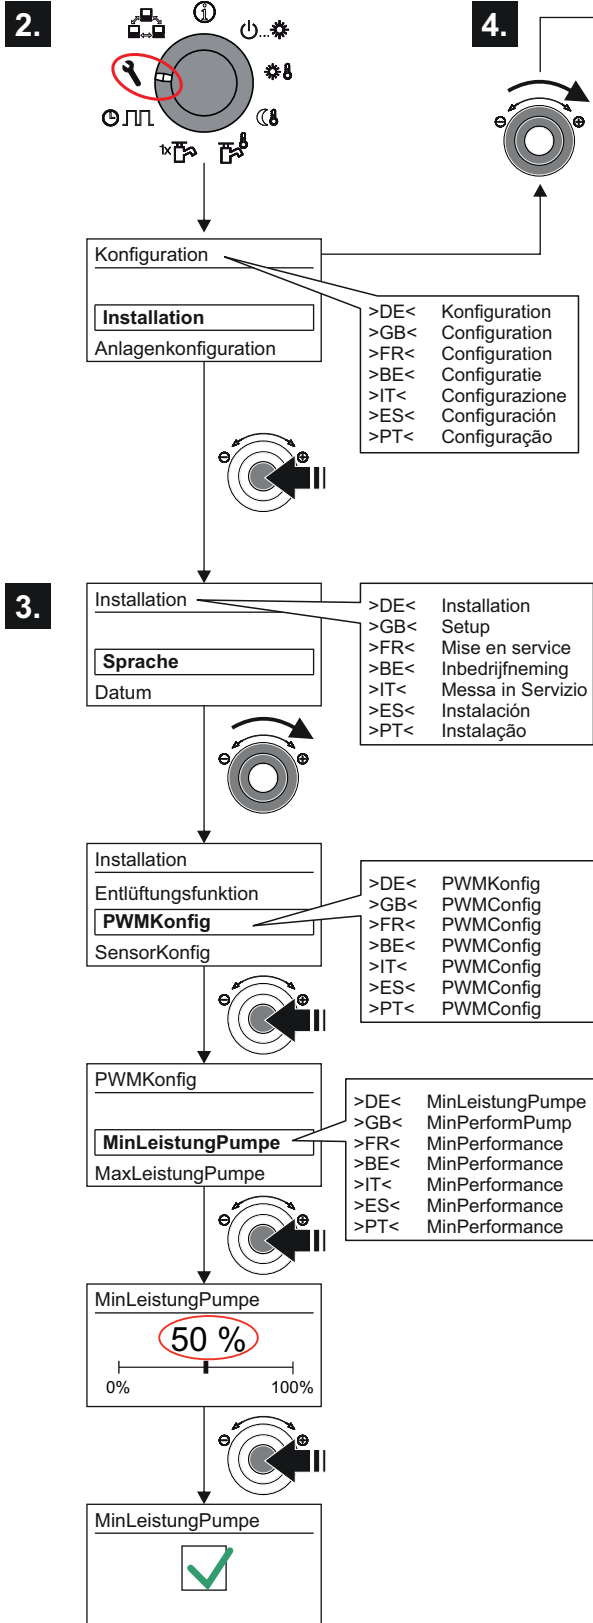 2.
4.
1x
Konfiguration
Installation
Anlagenkonfiguration
>DE< Konfiguration
>GB< Configuration
>FR< Configuration
>BE< Configuratie
>IT< Configurazione
>ES< Configuración
>PT< Configuração
3.
Installation
Sprache
Datum
>DE< Installation
>GB< Setup
>FR< Mise en service
>BE< Inbedrijfneming
>IT< Messa in Servizio
>ES< Instalación
>PT< Instalação
Installation
Entlüftungsfunktion
PWMKonfig
SensorKonfig
>DE< PWMKonfig
>GB< PWMConfig
>FR< PWMConfig
>BE< PWMConfig
>IT< PWMConfig
>ES< PWMConfig
>PT< PWMConfig
PWMKonfig
MinLeistungPumpe
MaxLeistungPumpe
>DE< MinLeistungPumpe
>GB< MinPerformPump
>FR< MinPerformance
>BE< MinPerformance
>IT< MinPerformance
>ES< MinPerformance
>PT< MinPerformance
MinLeistungPumpe
50 %
0% 100%
MinLeistungPumpe